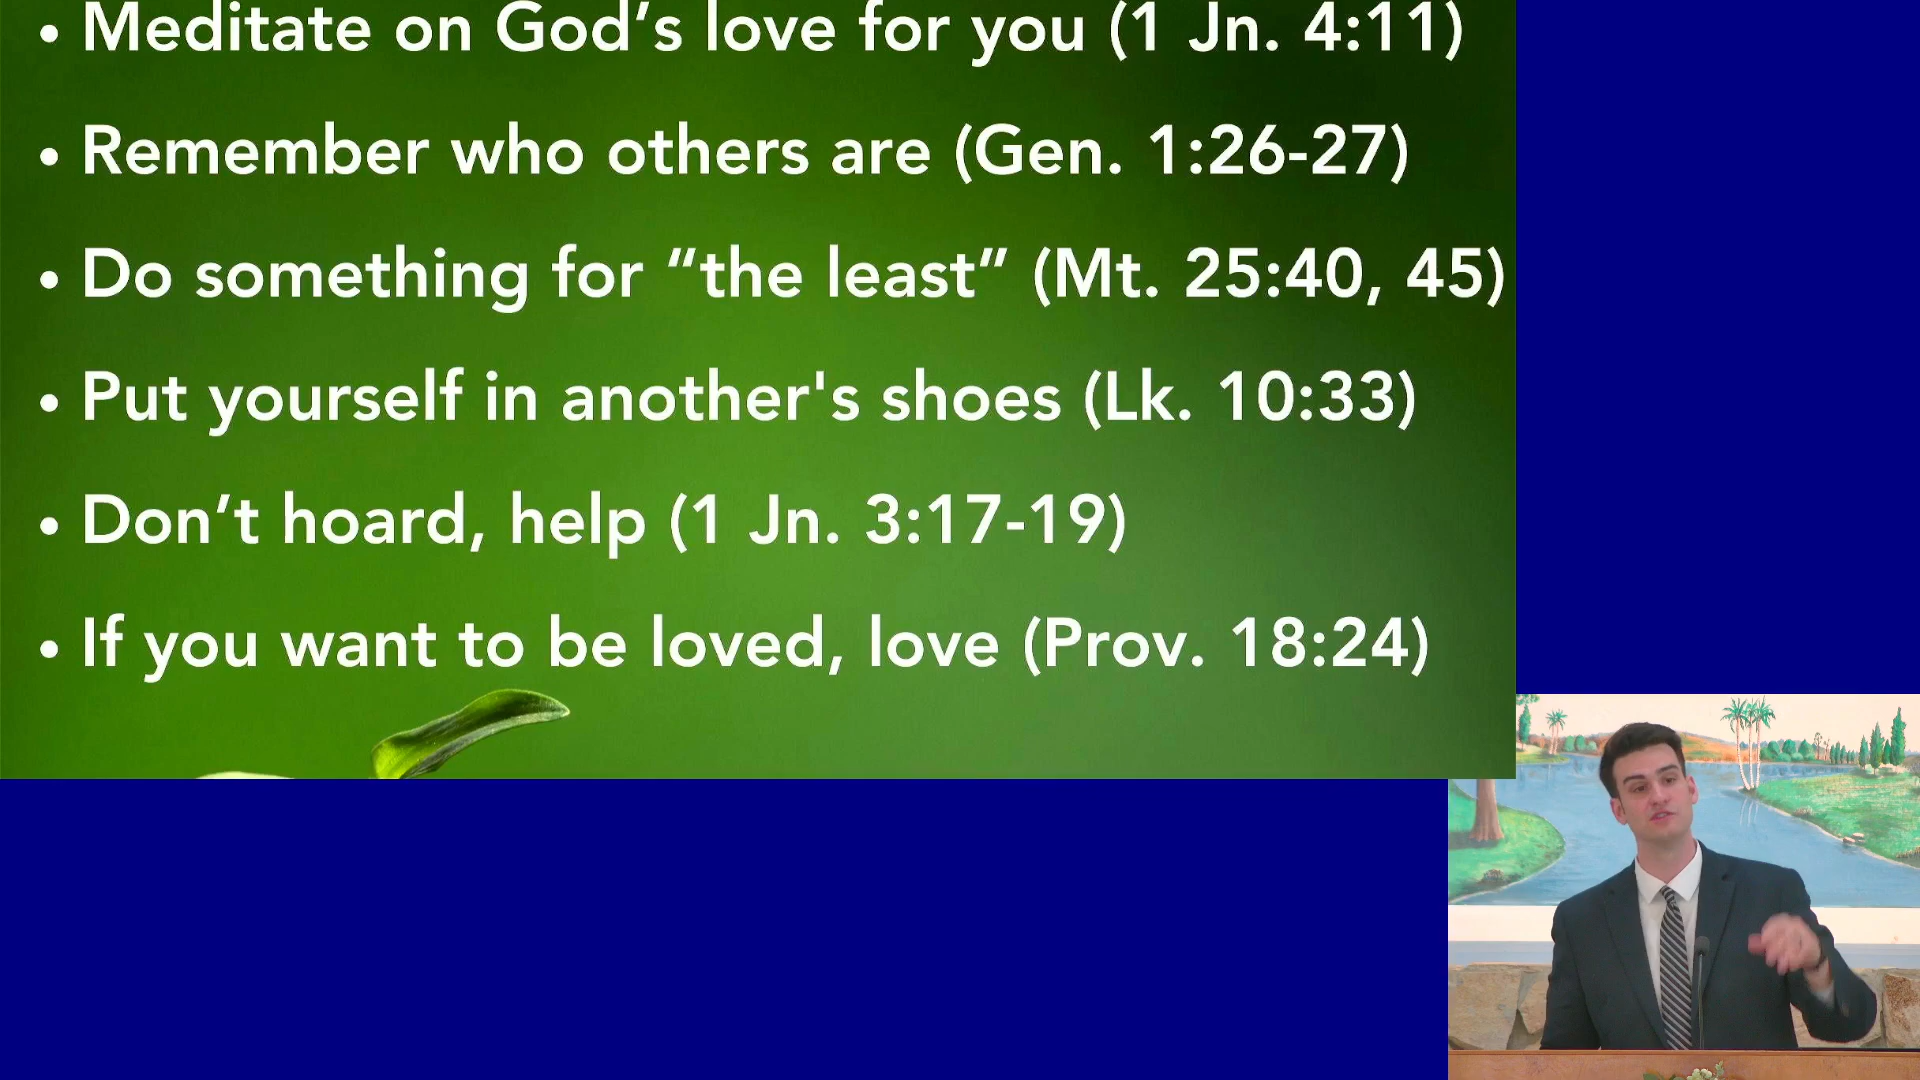 • Meditate on God’s love for you (1 Jn. 4:11)
• Remember who others are (Gen. 1:26-27)
• Do something for “the least” (Mt. 25:40, 45)
• Put yourself in another's shoes (Lk. 10:33)
• Don’t hoard, help (1 Jn. 3:17-19)
• If you want to be loved, love (Prov. 18:24)